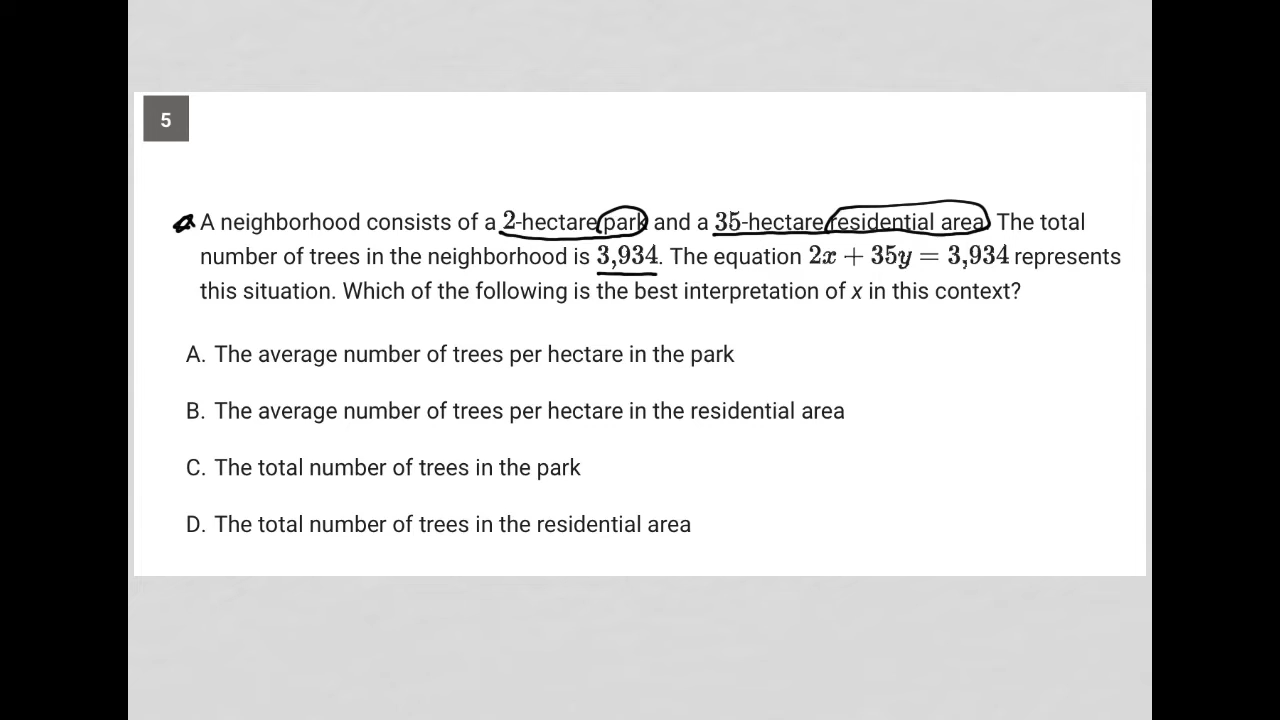 5
A neighborhood consists of a 2-hectare park and a 35-hectare residential area. The total
number of trees in the neighborhood is 3,934. The equation 2x + 35y = 3,934 represents
this situation. Which of the following is the best interpretation of x in this context?
A. The average number of trees per hectare in the park
B. The average number of trees per hectare in the residential area
C. The total number of trees in the park
D. The total number of trees in the residential area